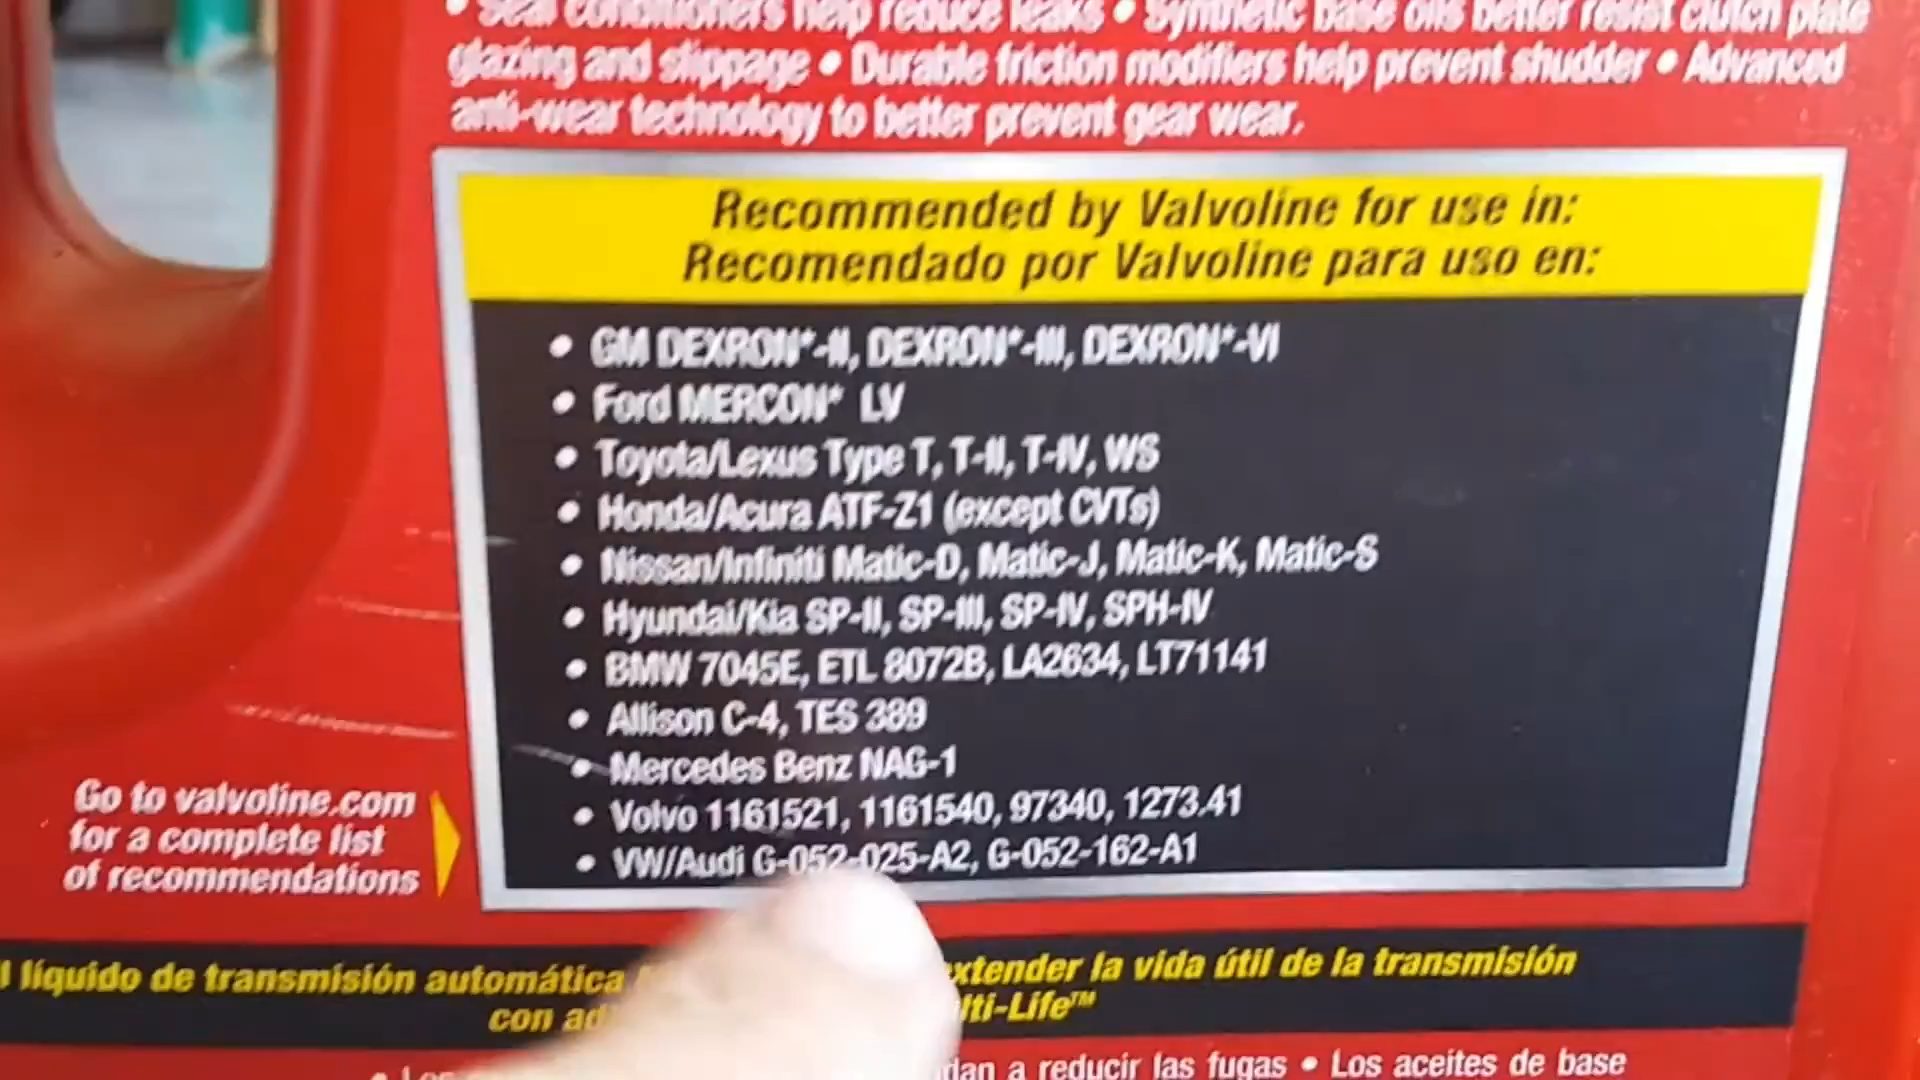 • Seal conditioners help reduce leaks • Synthetic base oils better resist clutch plate
glazing and slippage • Durable friction modifiers help prevent shudder • Advanced
anti-wear technology to better prevent gear wear.
Recommended by Valvoline for use in:
Recomendado por Valvoline para uso en:
• GM DEXRON*-II, DEXRON*-III, DEXRON*-VI
• Ford MERCON* LV
• Toyota/Lexus Type T, T-II, T-IV, WS
• Honda/Acura ATF-Z1 (except CVTs)
• Nissan/Infiniti Matic-D, Matic-J, Matic-K, Matic-S
• Hyundai/Kia SP-II, SP-III, SP-IV, SPH-IV
• BMW 7045E, ETL 8072B, LA2634, LT71141
• Allison C-4, TES 389
• Mercedes Benz NAG-1
• Volvo 1161521, 1161540, 97340, 1273.41
• VW/Audi G-052-025-A2, G-052-162-A1
Go to valvoline.com
for a complete list
of recommendations
líquido de transmisión automática extender la vida útil de la transmisión
con lti-Life™
a reducir las fugas • Los aceites de base